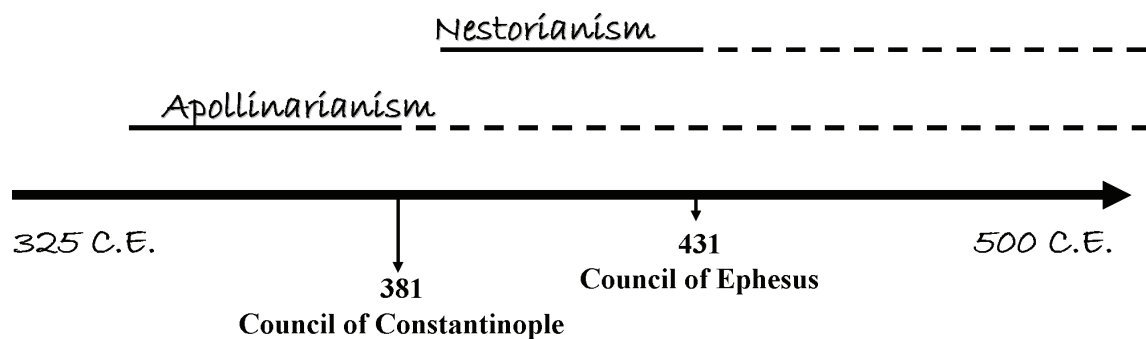 Nestorianism
Apollinarianism
325 C.E.
431
500 C.E.
Council of Ephesus
381
Council of Constantinople